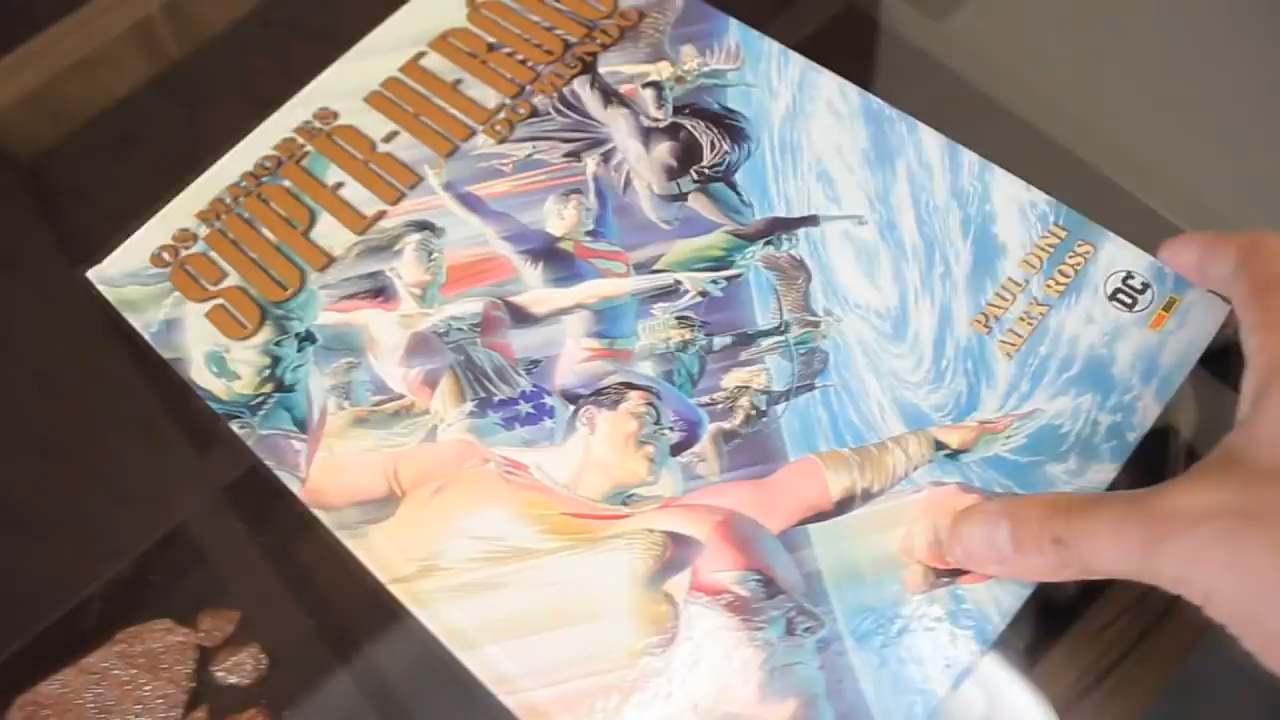 OS MAIORES
SUPER-HERÓIS
DO MUNDO
PAUL DINI
ALEX ROSS
DC